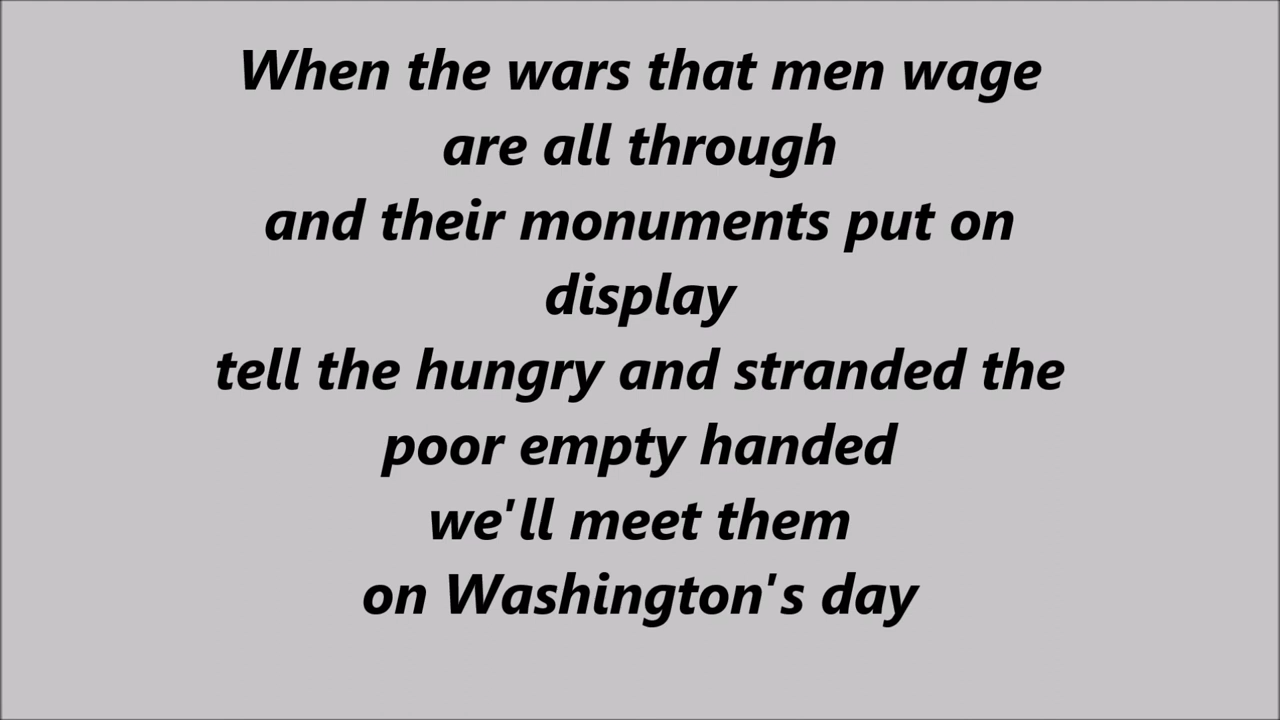 When the wars that men wage
are all through
and their monuments put on
display
tell the hungry and stranded the
poor empty handed
we'll meet them
on Washington's day